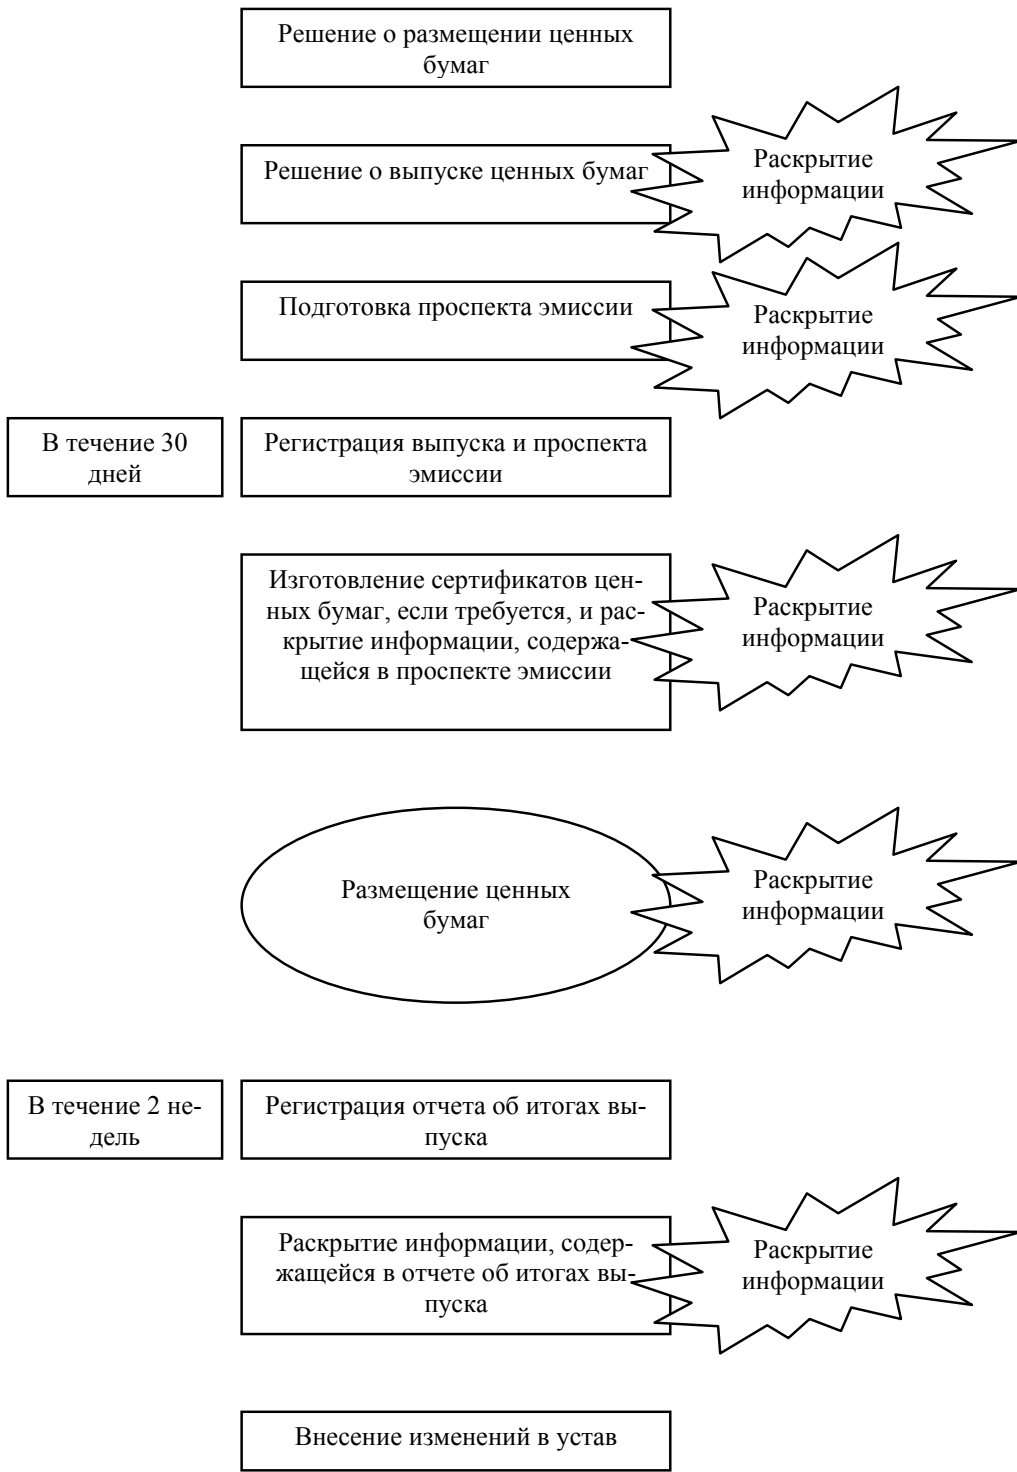 Решение о размещении ценных
бумаг
Решение о выпуске ценных бумаг
Раскрытие
информации
Подготовка проспекта эмиссии
Раскрытие
информации
В течение 30
дней
Регистрация выпуска и проспекта
эмиссии
Изготовление сертификатов цен-
ных бумаг, если требуется, и рас-
крытие информации, содержа-
щейся в проспекте эмиссии
Раскрытие
информации
Размещение ценных
бумаг
Раскрытие
информации
В течение 2 не-
дель
Регистрация отчета об итогах вы-
пуска
Раскрытие информации, содер-
жащейся в отчете об итогах вы-
пуска
Раскрытие
информации
Внесение изменений в устав